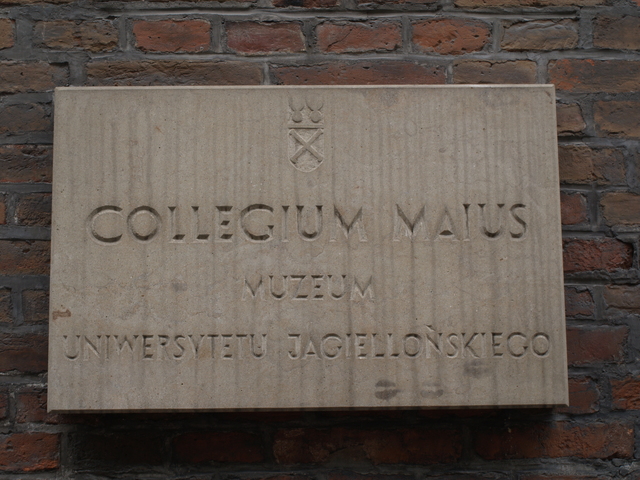 COLLEGIUM MAIUS
MUZEUM
UNIWERSYTETU JAGIELLOŃSKIEGO